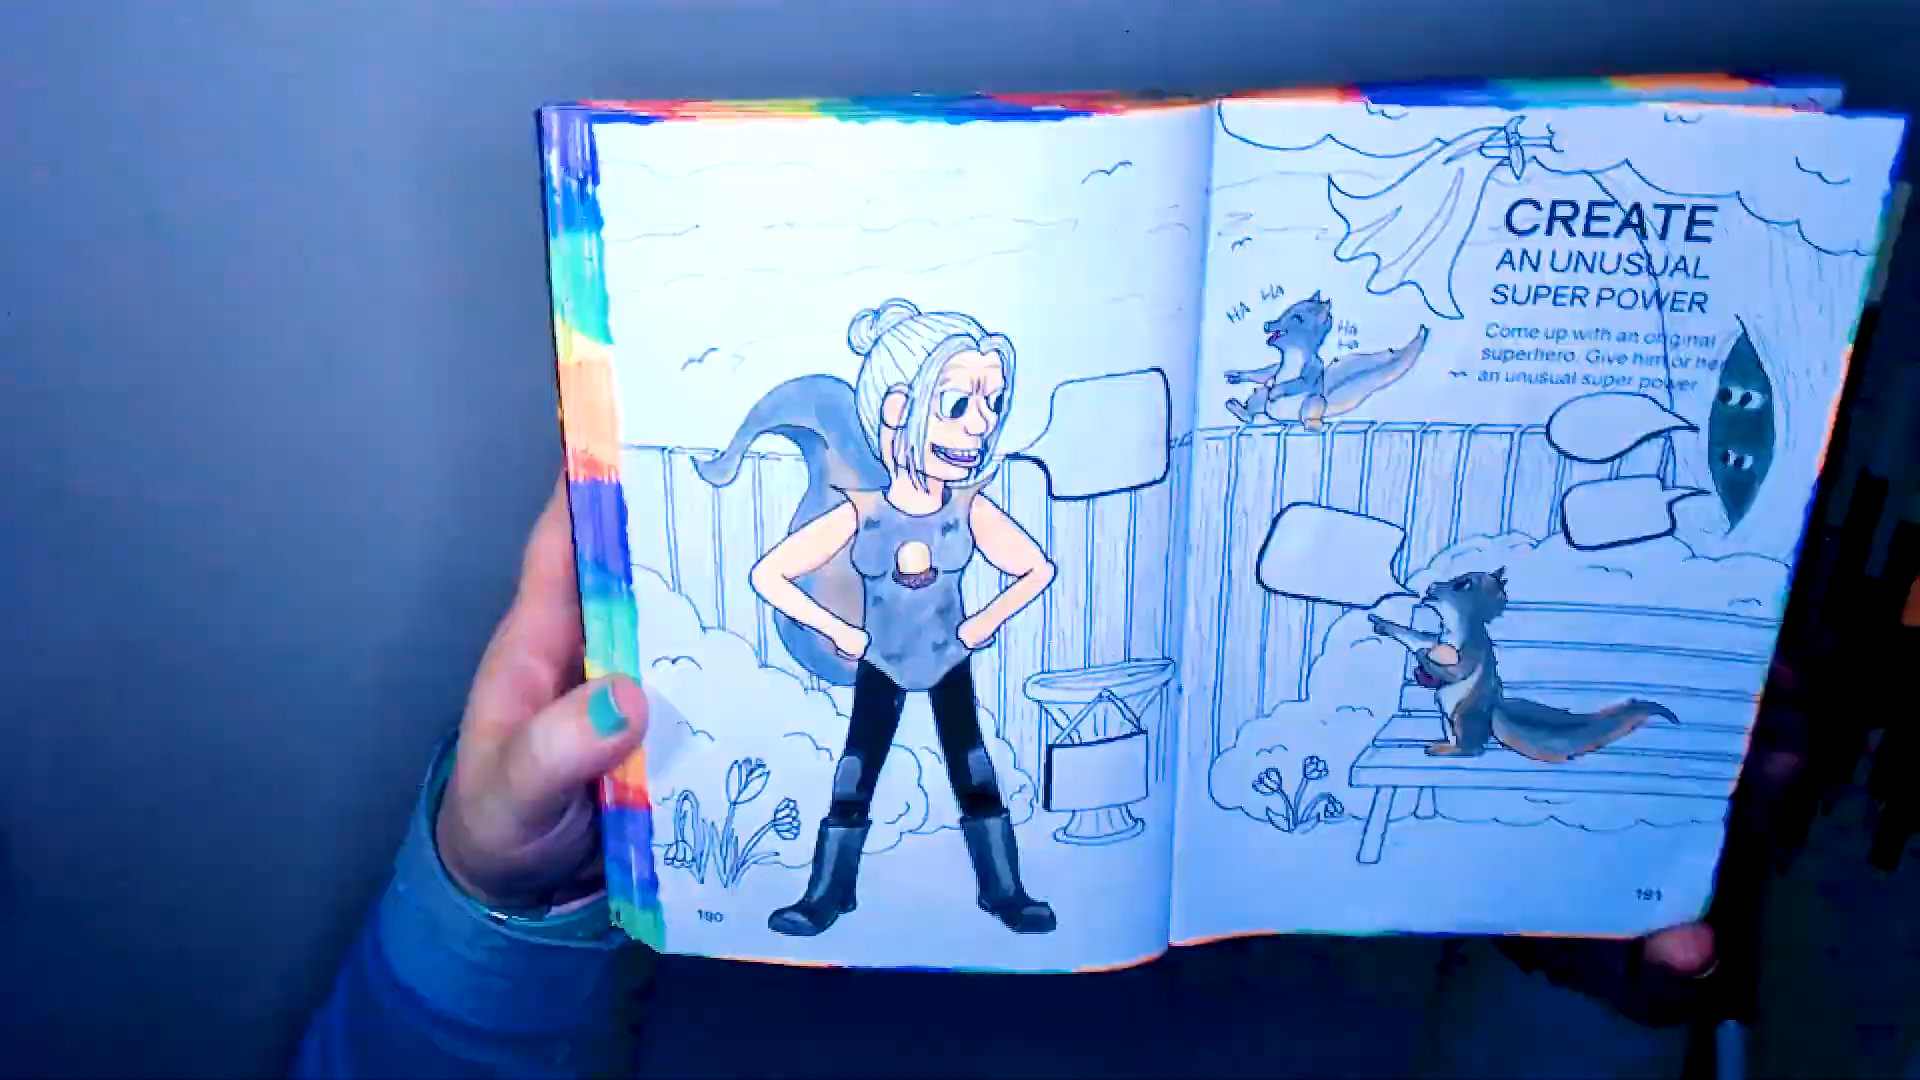 CREATE
AN UNUSUAL
SUPER POWER
Come up with an original
superhero. Give him or he
an unusual super power
HA HA
Ha
Ha
190
191